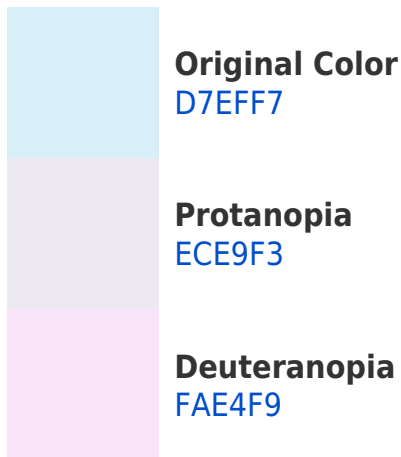 Original Color
D7EFF7
Protanopia
ECE9F3
Deuteranopia
FAE4F9